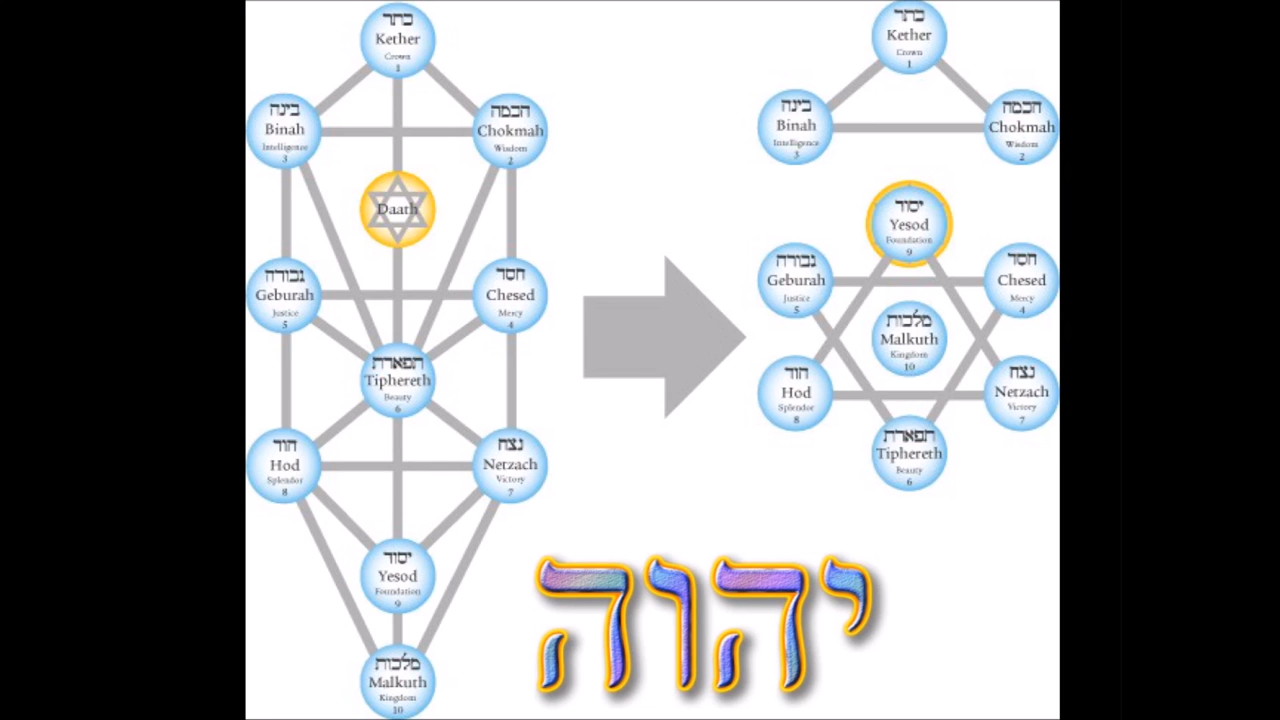 כתר
Kether
Crown
1
בינה
Binah
Intelligence
3
חכמה
Chokmah
Wisdom
2
Daath
גבורה
Geburah
Justice
5
חסר
Chesed
Mercy
4
תפארת
Tiphereth
Beauty
6
הוד
Hod
Splendor
8
נצח
Netzach
Victory
7
יסוד
Yesod
Foundation
9
מלכות
Malkuth
Kingdom
10
כתר
Kether
Crown
1
בינה
Binah
Intelligence
3
חכמה
Chokmah
Wisdom
2
יסוד
Yesod
Foundation
9
גבורה
Geburah
Justice
5
חסר
Chesed
Mercy
4
מלכות
Malkuth
Kingdom
10
הוד
Hod
Splendor
8
נצח
Netzach
Victory
7
תפארת
Tiphereth
Beauty
6
יהוה